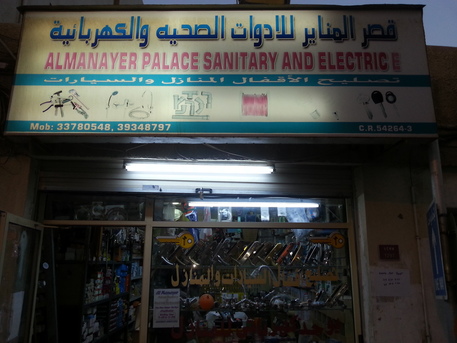 قصر المناير للادوات الصحيه والكهربائية
ALMANAYER PALACE SANITARY AND ELECTRIC
تصليح الأقفال المنازل والسيارات
Mob: 33780548, 39348797
C.R.54264-3